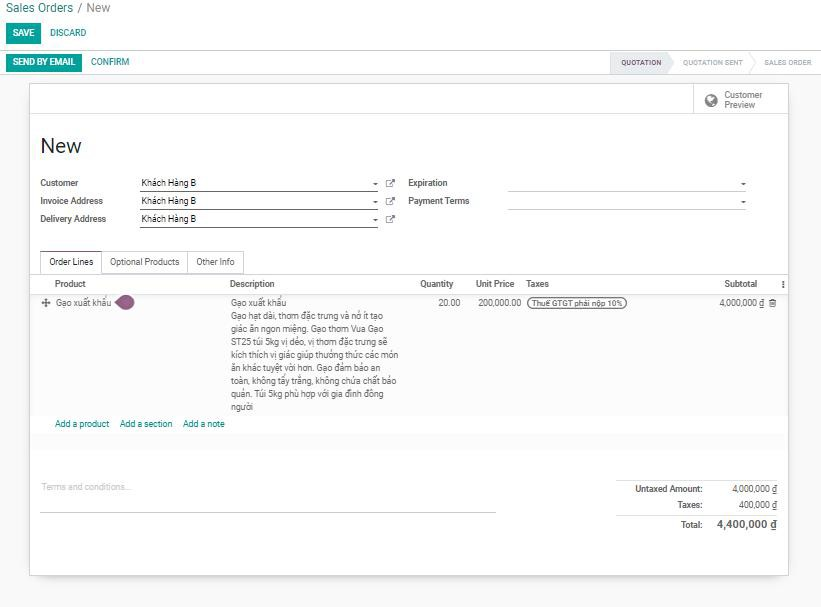 Sales Orders / New
SAVE DISCARD
SEND BY EMAIL CONFIRM QUOTATION QUOTATION SENT SALES ORDER
Customer
Preview
New
Customer Khách Hàng B Expiration
Invoice Address Khách Hàng B Payment Terms
Delivery Address Khách Hàng B
Order Lines Optional Products Other Info
Product Description Quantity Unit Price Taxes Subtotal
Gạo xuất khẩu Gạo xuất khẩu 20.00 200,000.00 Thuế GTGT phải nộp 10% 4,000,000 ₫
Gạo hạt dài, thơm đặc trưng và nở ít tạo
giác ăn ngon miệng. Gạo thơm Vua Gạo
ST25 túi 5kg vị dẻo, vị thơm đặc trưng sẽ
kích thích vị giác giúp thưởng thức các món
ăn khác tuyệt vời hơn. Gạo đảm bảo an
toàn, không tẩy trắng, không chứa chất bảo
quản. Túi 5kg phù hợp với gia đình đông
người
Add a product Add a section Add a note
Terms and conditions...
Untaxed Amount: 4,000,000 ₫
Taxes: 400,000 ₫
Total: 4,400,000 ₫